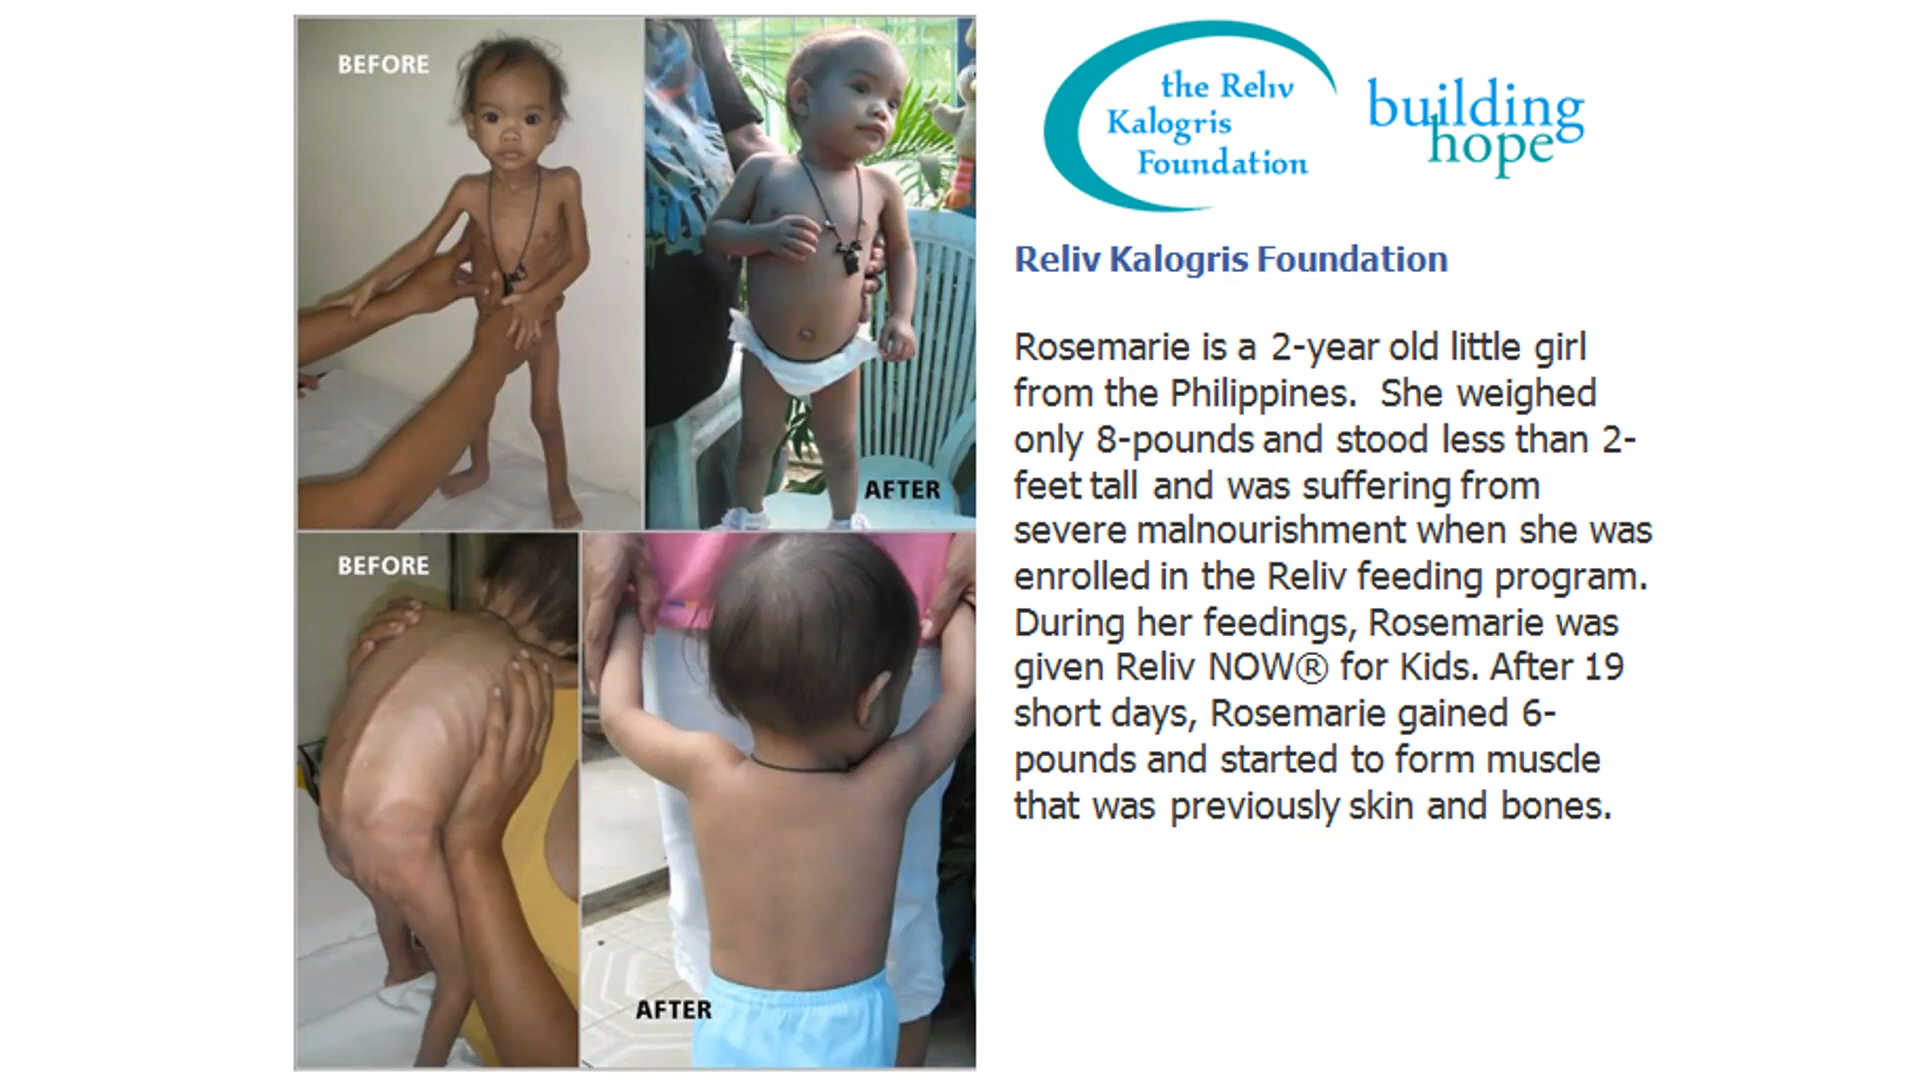 BEFORE
AFTER
BEFORE
AFTER
the Reliv
Kalogris
Foundation
building
hope
Reliv Kalogris Foundation
Rosemarie is a 2-year old little girl
from the Philippines.  She weighed
only 8-pounds and stood less than 2-
feet tall and was suffering from
severe malnourishment when she was
enrolled in the Reliv feeding program.
During her feedings, Rosemarie was
given Reliv NOW® for Kids. After 19
short days, Rosemarie gained 6-
pounds and started to form muscle
that was previously skin and bones.